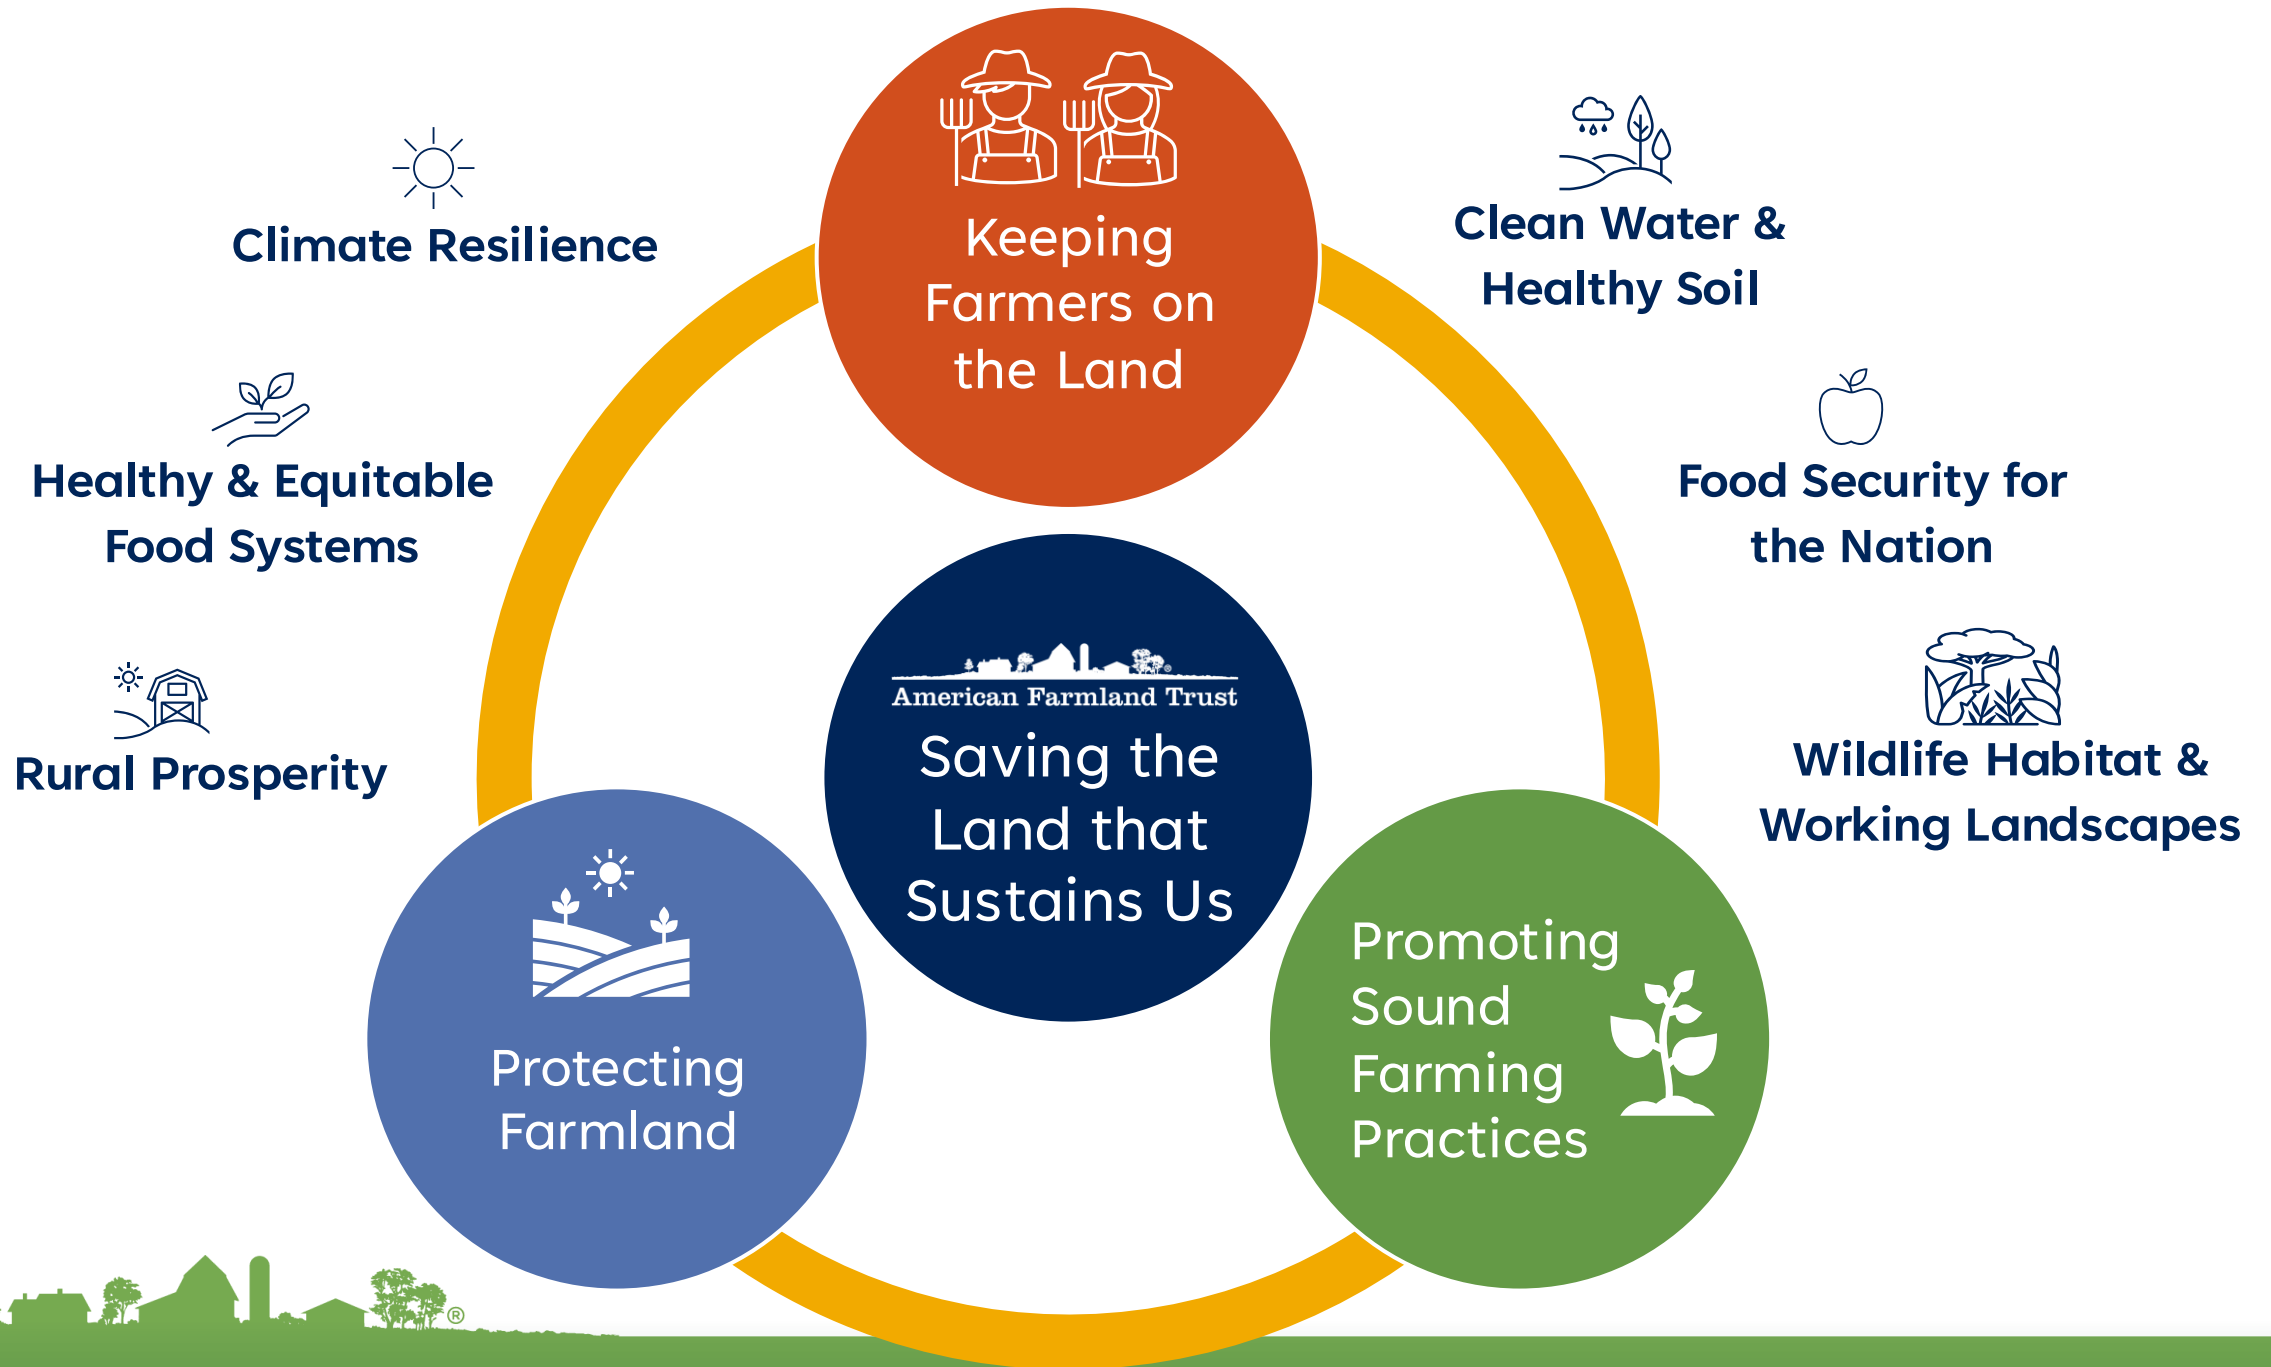 Keeping
Farmers on
the Land
Climate Resilience
Clean Water &
Healthy Soil
Healthy & Equitable
Food Systems
Food Security for
the Nation
Rural Prosperity
Wildlife Habitat &
Working Landscapes
American Farmland Trust
Saving the
Land that
Sustains Us
Protecting
Farmland
Promoting
Sound
Farming
Practices
®